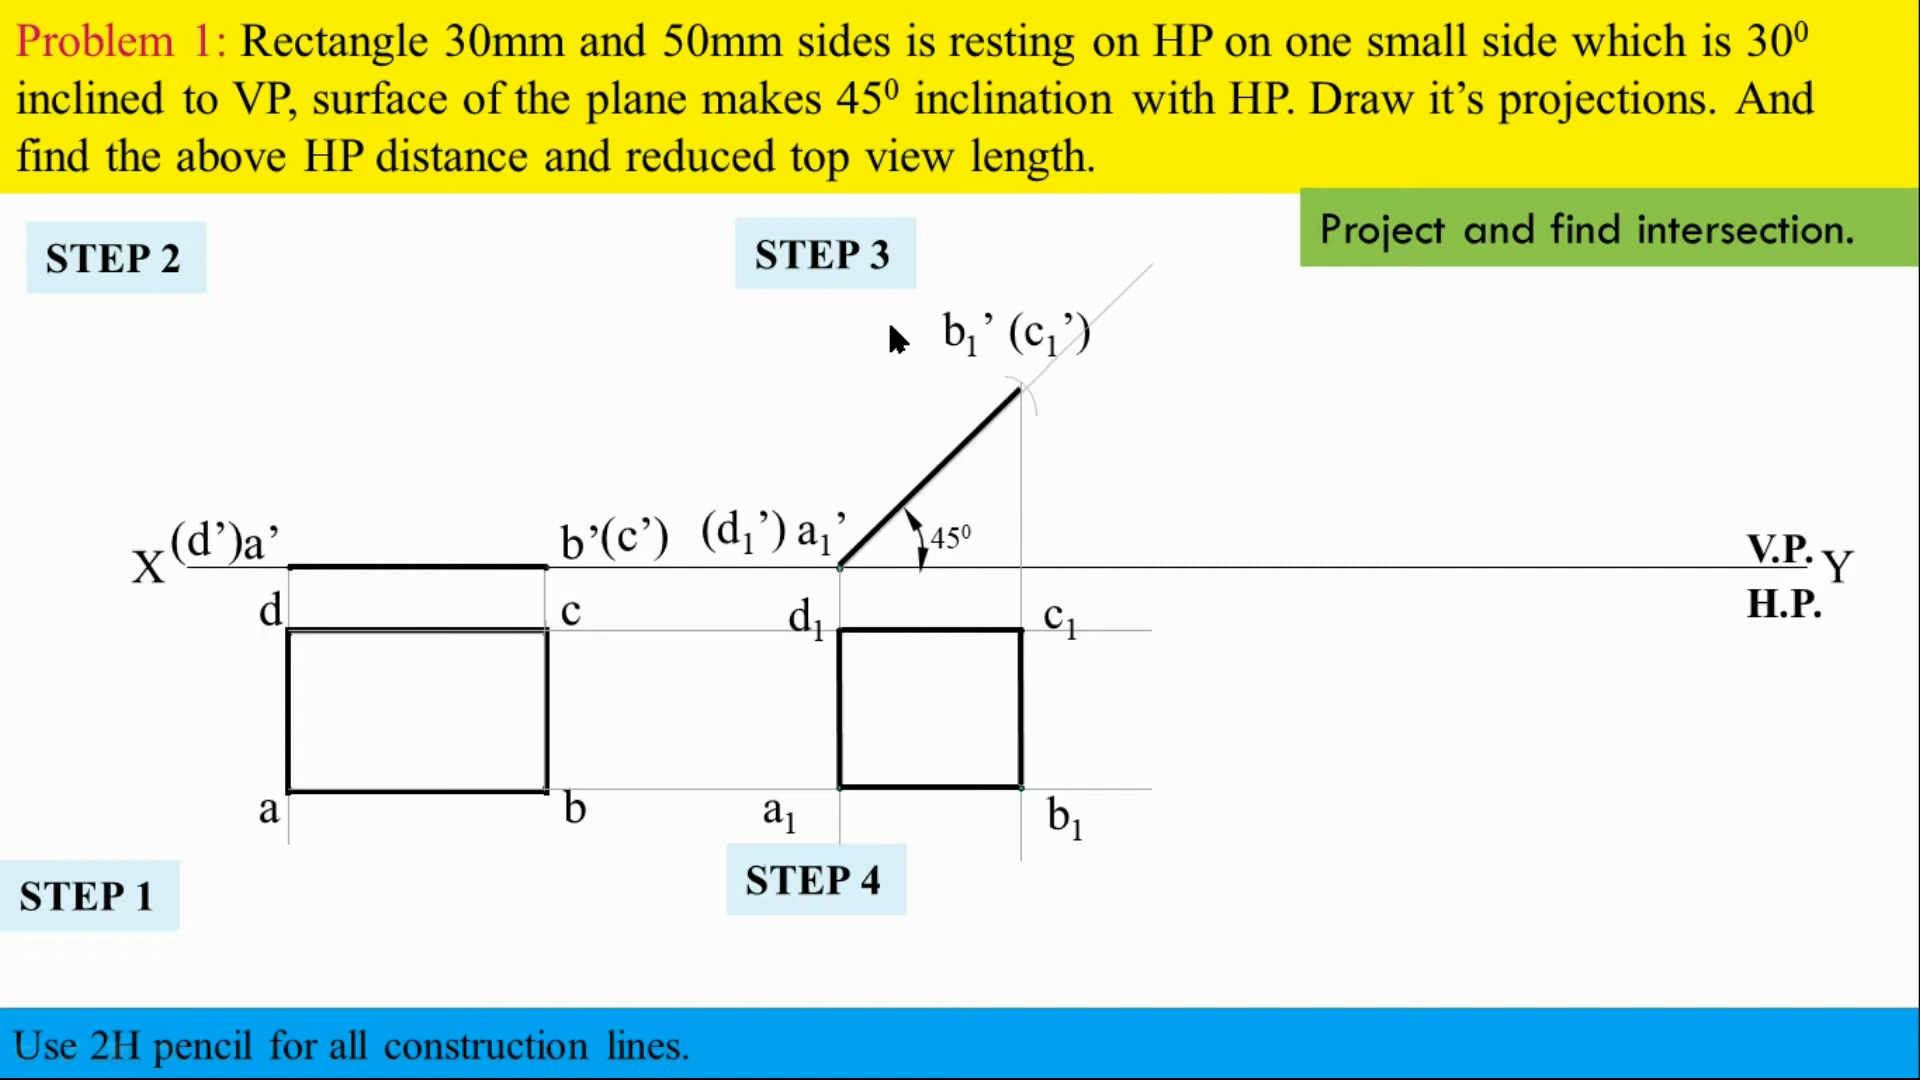 Problem 1: Rectangle 30mm and 50mm sides is resting on HP on one small side which is 30⁰
inclined to VP, surface of the plane makes 45⁰ inclination with HP. Draw it’s projections. And
find the above HP distance and reduced top view length.
Project and find intersection.
STEP 2
STEP 3
b₁’ (c₁’)
X
(d’)a’
b’(c’)
(d₁’) a₁’
45⁰
V.P.
Y
H.P.
d
c
d₁
c₁
a
b
a₁
b₁
STEP 1
STEP 4
Use 2H pencil for all construction lines.